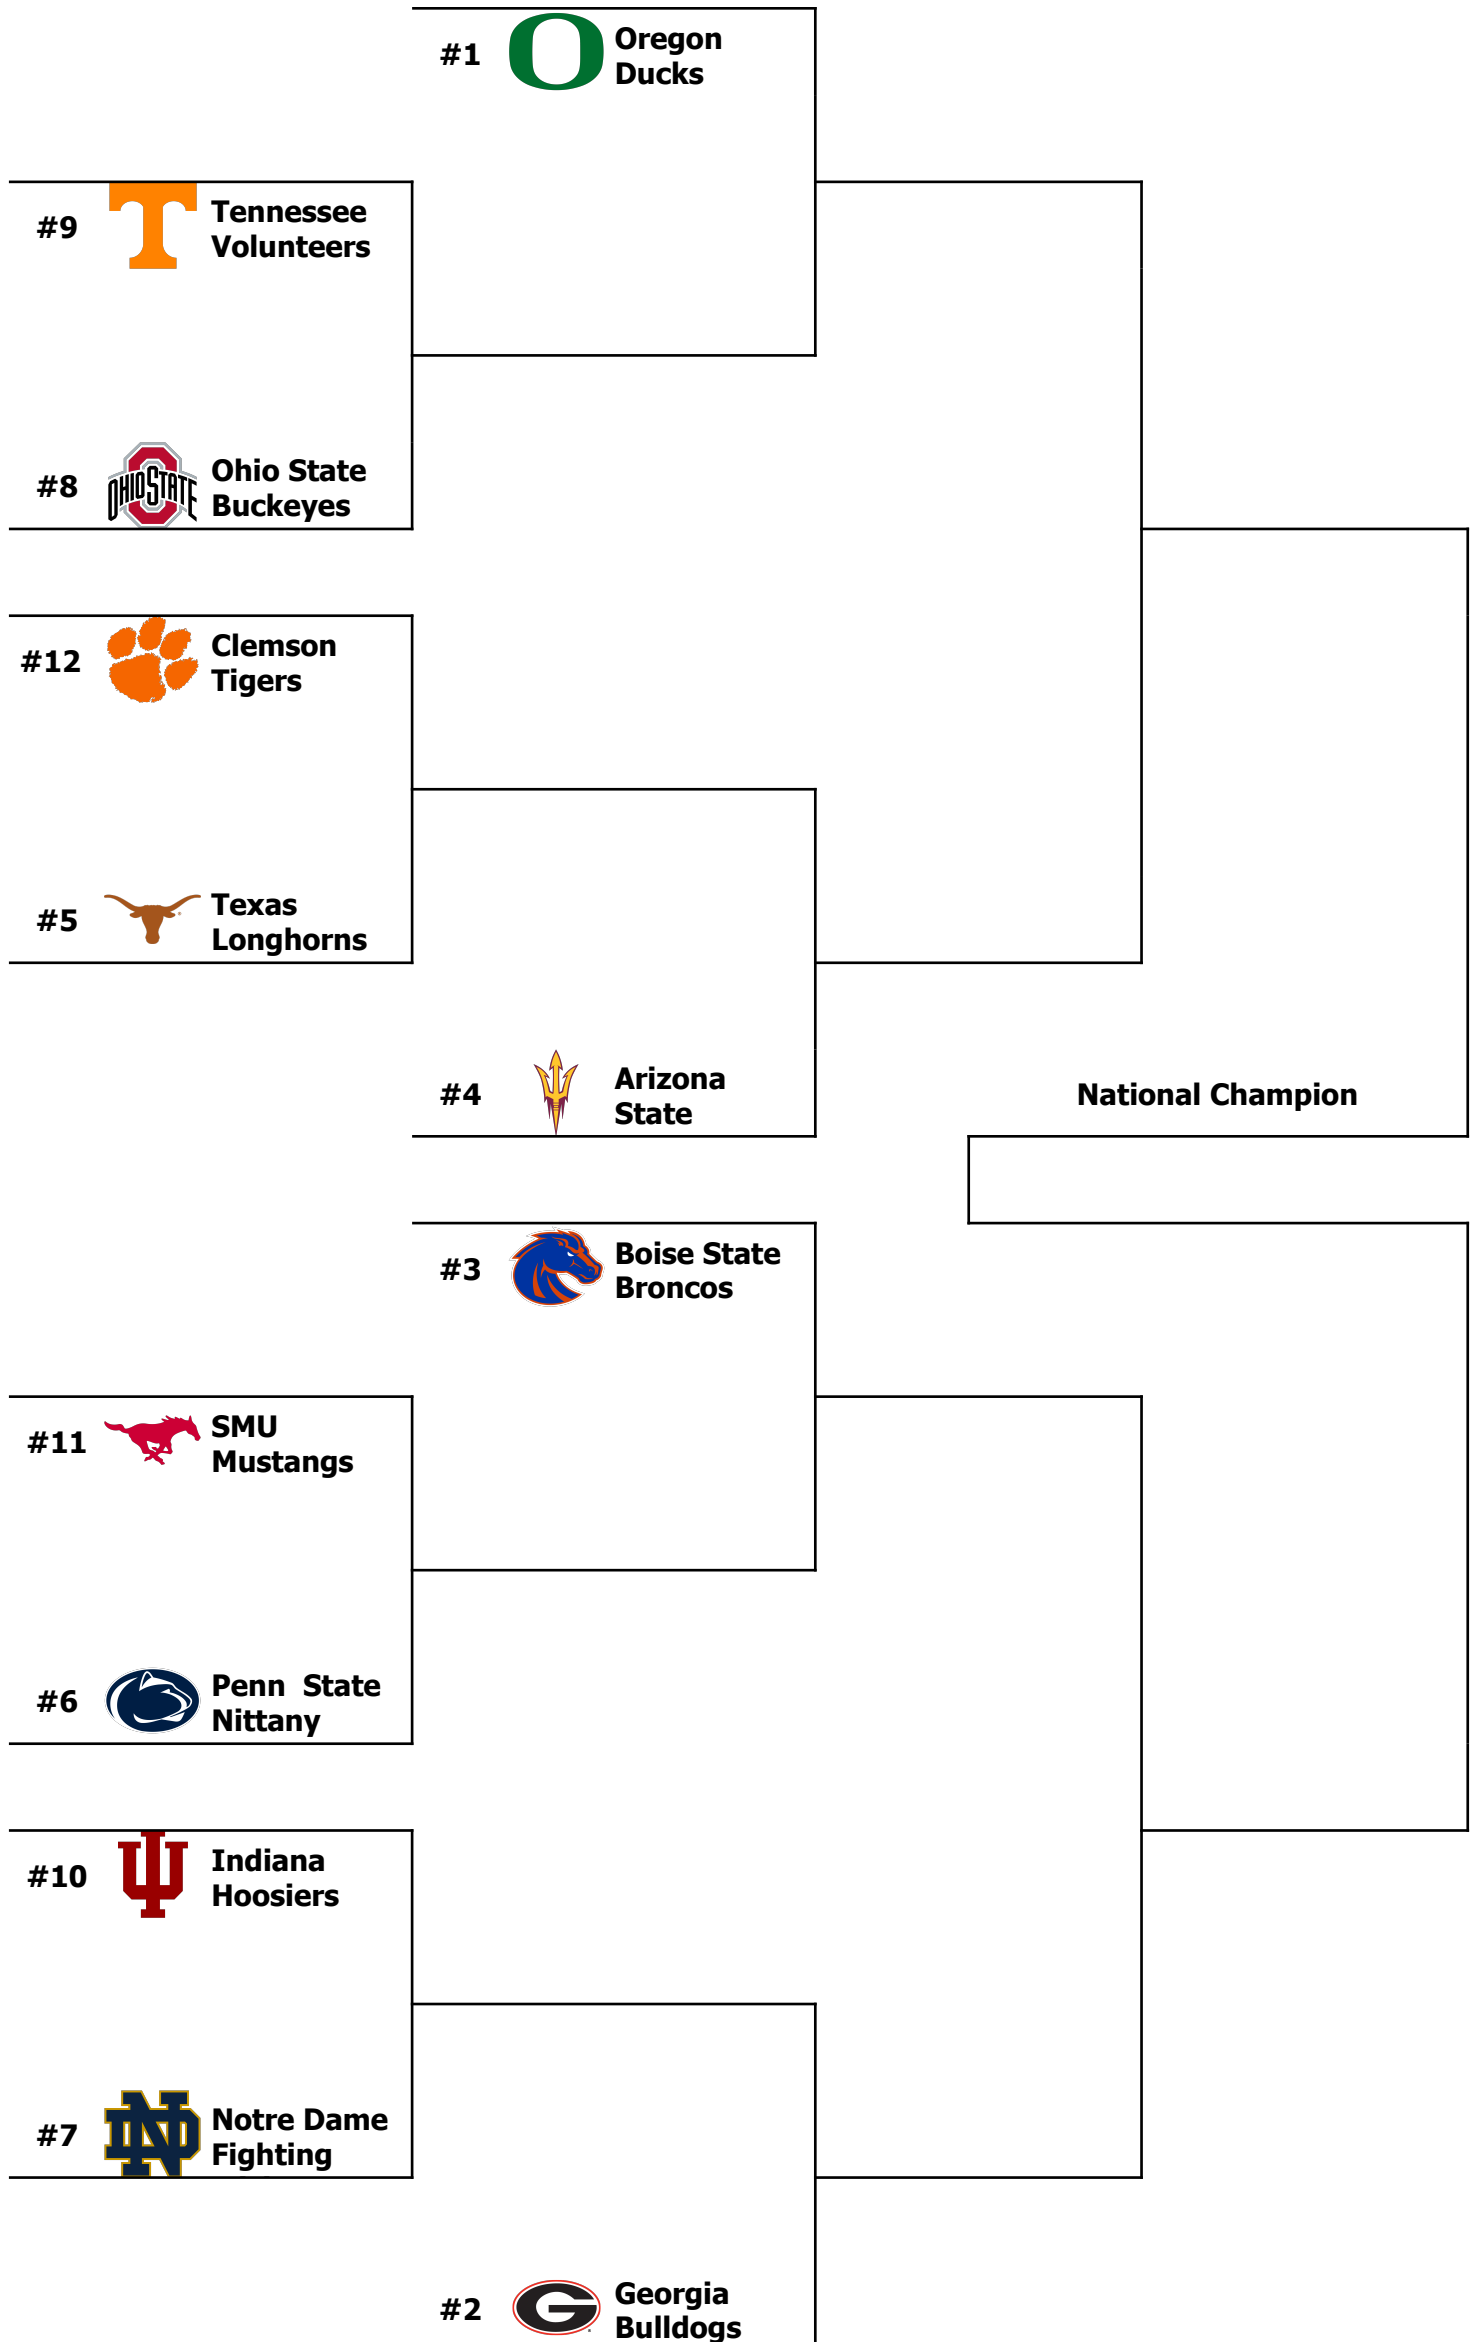 #1
Oregon
Ducks
#9
Tennessee
Volunteers
#8
OHIO STATE
Ohio State
Buckeyes
#12
Clemson
Tigers
#5
Texas
Longhorns
#4
Arizona
State
National Champion
#3
Boise State
Broncos
#11
SMU
Mustangs
#6
Penn  State
Nittany
#10
Indiana
Hoosiers
#7
Notre Dame
Fighting
#2
Georgia
Bulldogs